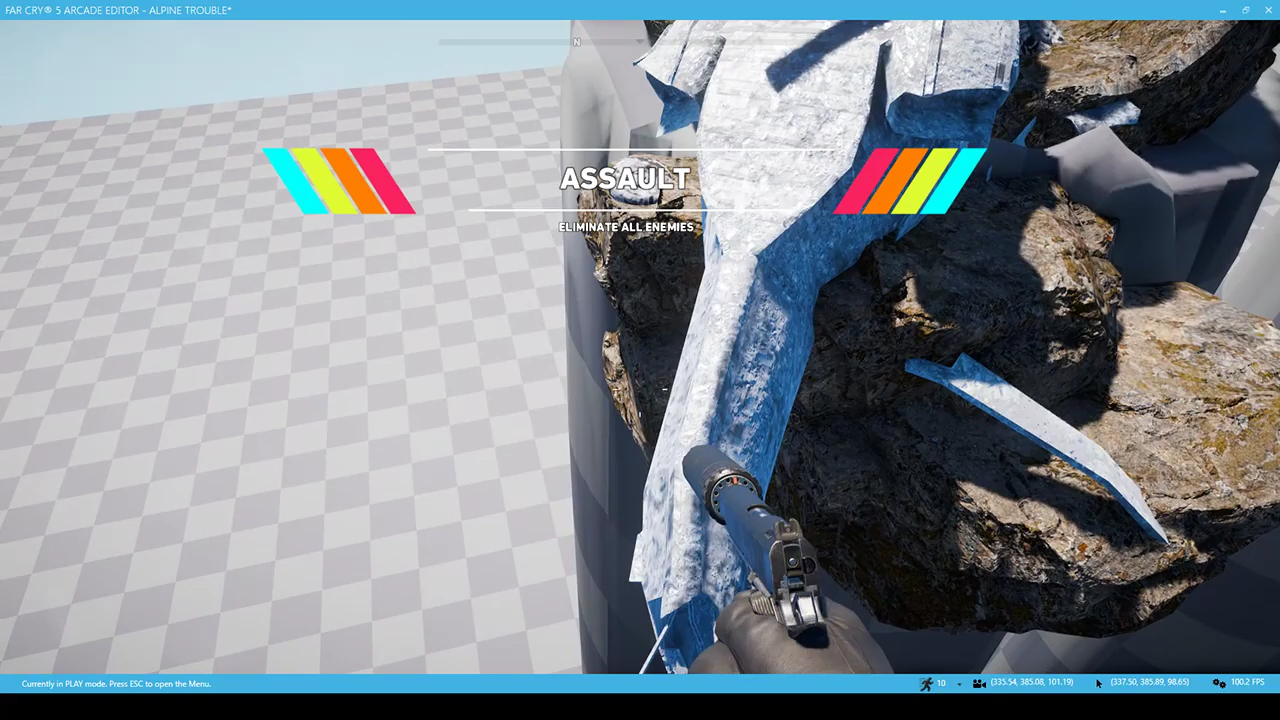 FAR CRY® 5 ARCADE EDITOR - ALPINE TROUBLE*
N
ASSAULT
ELIMINATE ALL ENEMIES
Currently in PLAY mode. Press ESC to open the Menu.
10
(335.54, 385.08, 101.19)
(337.50, 385.89, 98.65)
100.2 FPS